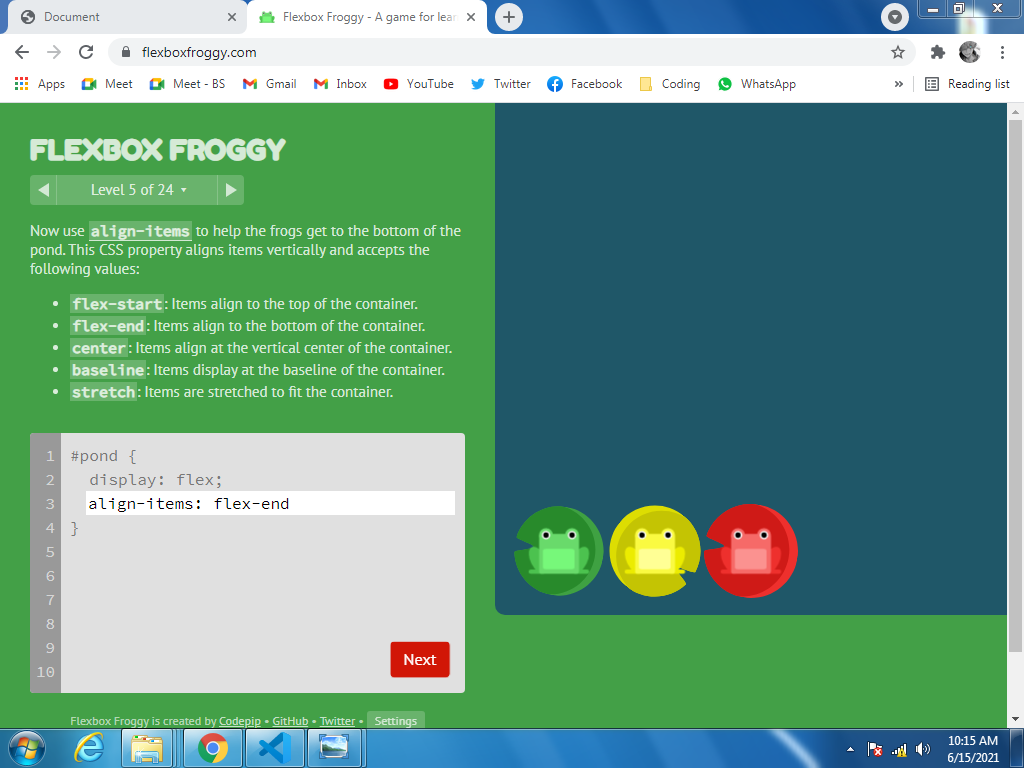 Document
Flexbox Froggy - A game for lear
flexboxfroggy.com
Apps
Meet
Meet - BS
Gmail
Inbox
YouTube
Twitter
Facebook
Coding
WhatsApp
»
Reading list
FLEXBOX FROGGY
Level 5 of 24
Now use align-items to help the frogs get to the bottom of the
pond. This CSS property aligns items vertically and accepts the
following values:
• flex-start: Items align to the top of the container.
• flex-end: Items align to the bottom of the container.
• center: Items align at the vertical center of the container.
• baseline: Items display at the baseline of the container.
• stretch: Items are stretched to fit the container.
1 #pond {
2 display: flex;
3 align-items: flex-end
4 }
5
6
7
8
9
10
Next
Flexbox Froggy is created by Codepip • GitHub • Twitter • Settings
10:15 AM
6/15/2021